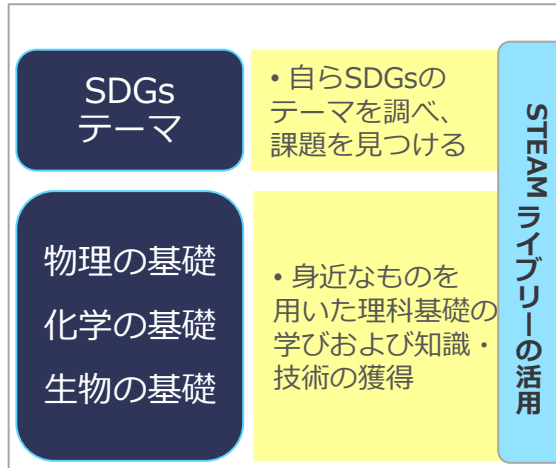 SDGs
テーマ
• 自らSDGsの
テーマを調べ、
課題を見つける
物理の基礎
化学の基礎
生物の基礎
• 身近なものを
用いた理科基礎の
学びおよび知識・
技術の獲得
STEAMライブラリーの活用